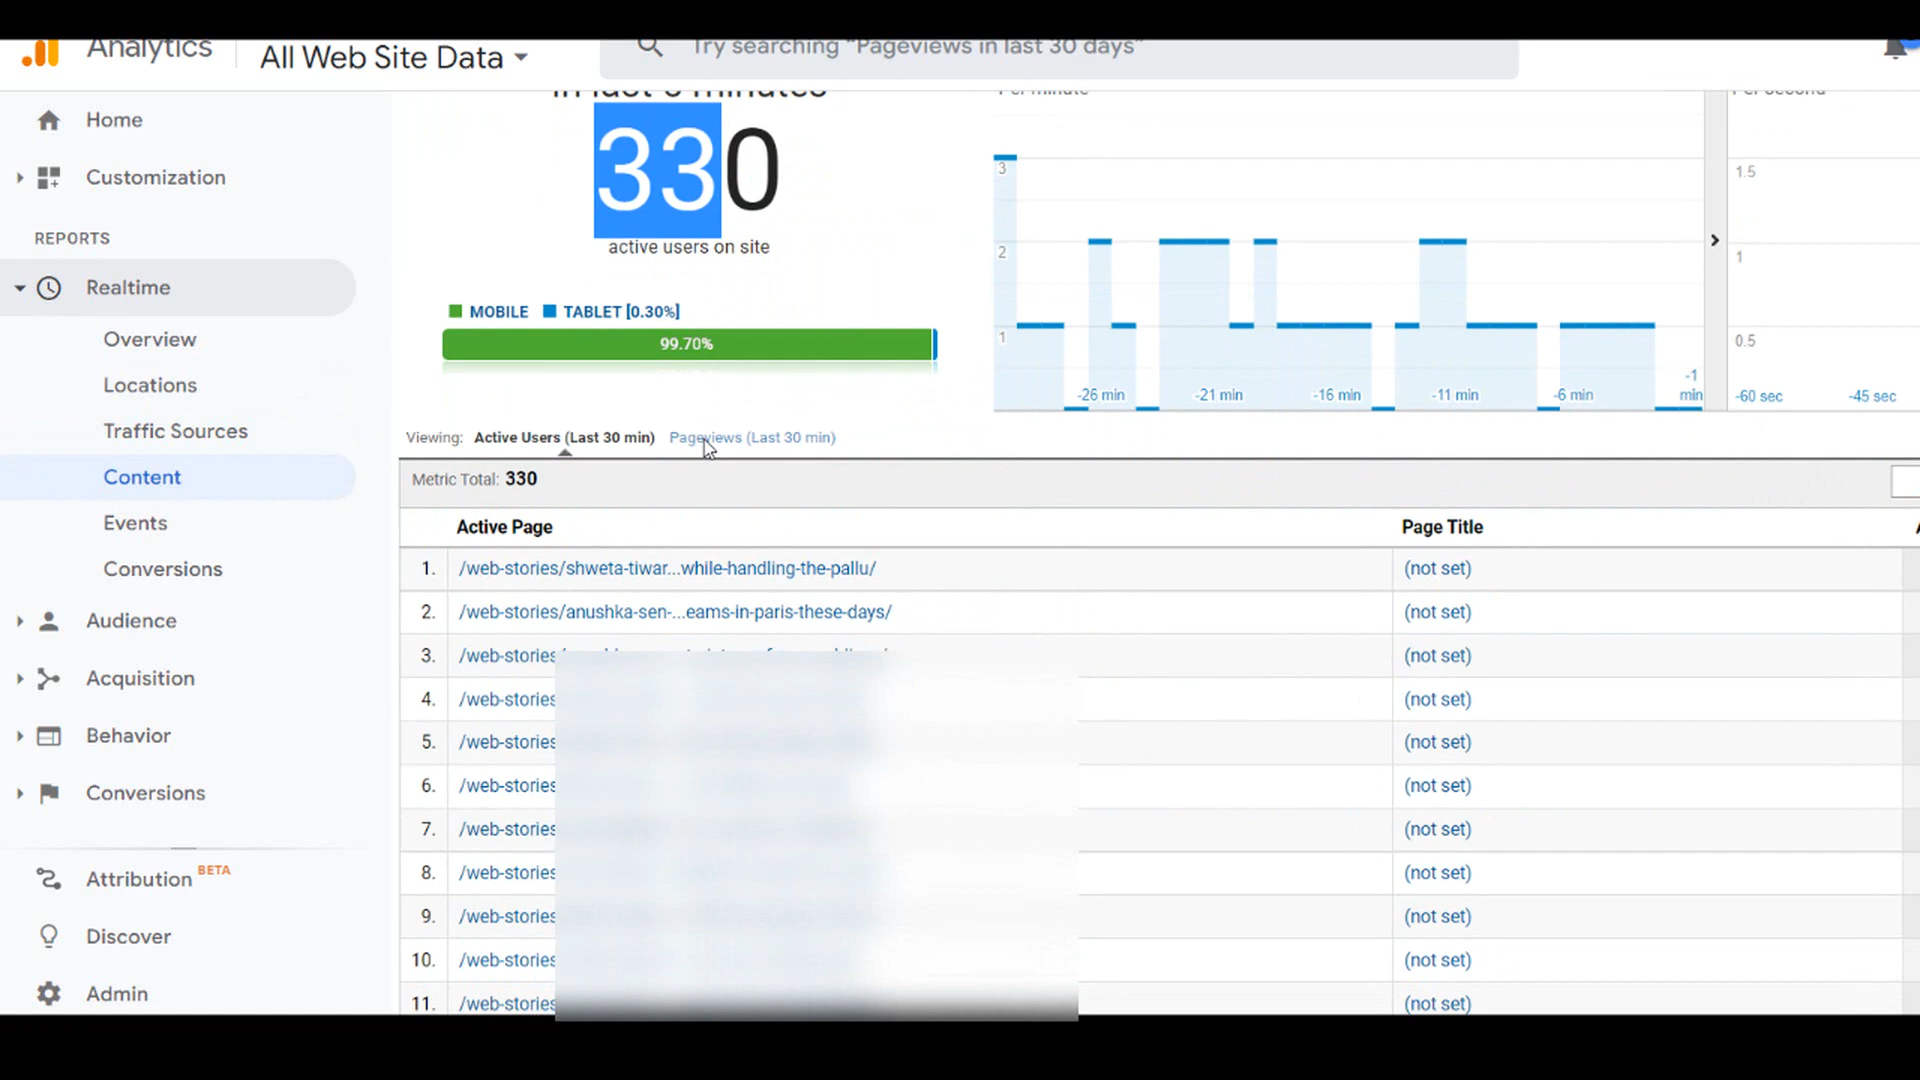 Analytics
All Web Site Data
Try searching "Pageviews in last 30 days"
Home
Customization
REPORTS
Realtime
Overview
Locations
Traffic Sources
Content
Events
Conversions
Audience
Acquisition
Behavior
Conversions
Attribution BETA
Discover
Admin
minutes
330
active users on site
MOBILE TABLET [0.30%]
99.70%
Per minute
3
2
1
-26 min -21 min -16 min -11 min -6 min -1 min
Per second
1.5
1
0.5
-60 sec -45 sec
Viewing: Active Users (Last 30 min) Pageviews (Last 30 min)
Metric Total: 330
Active Page Page Title
1. /web-stories/shweta-tiwar...while-handling-the-pallu/ (not set)
2. /web-stories/anushka-sen-...eams-in-paris-these-days/ (not set)
3. /web-stories (not set)
4. /web-stories (not set)
5. /web-stories (not set)
6. /web-stories (not set)
7. /web-stories (not set)
8. /web-stories (not set)
9. /web-stories (not set)
10. /web-stories (not set)
11. /web-stories (not set)